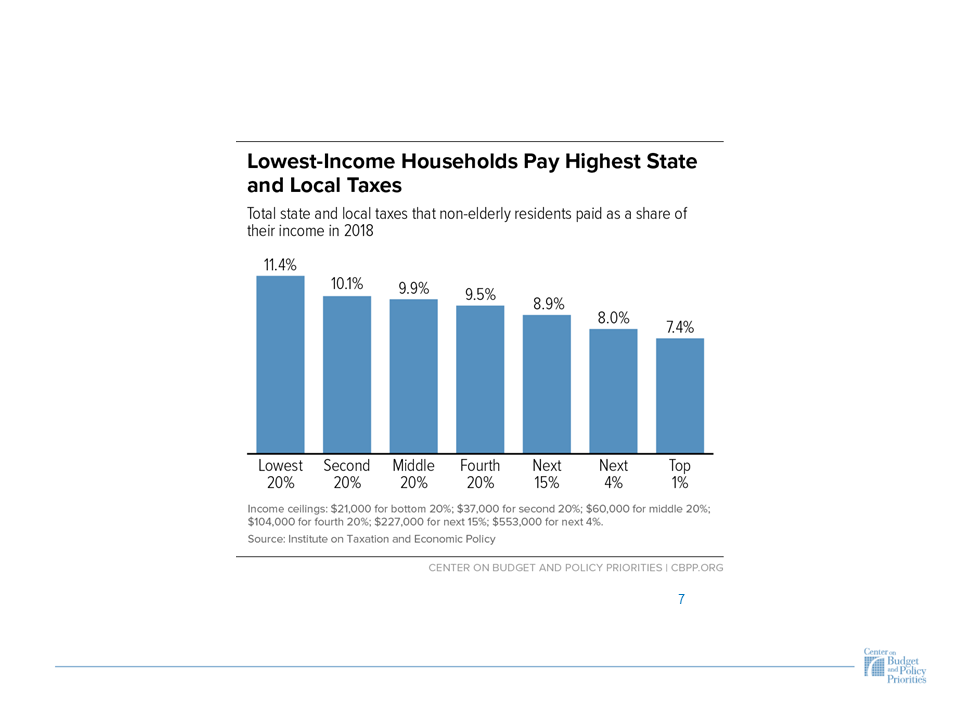 Lowest-Income Households Pay Highest State
and Local Taxes
Total state and local taxes that non-elderly residents paid as a share of
their income in 2018
11.4%
10.1%
9.9%
9.5%
8.9%
8.0%
7.4%
Lowest
20%
Second
20%
Middle
20%
Fourth
20%
Next
15%
Next
4%
Top
1%
Income ceilings: $21,000 for bottom 20%; $37,000 for second 20%; $60,000 for middle 20%;
$104,000 for fourth 20%; $227,000 for next 15%; $553,000 for next 4%.
Source: Institute on Taxation and Economic Policy
CENTER ON BUDGET AND POLICY PRIORITIES | CBPP.ORG
7
Center on
Budget
and Policy
Priorities